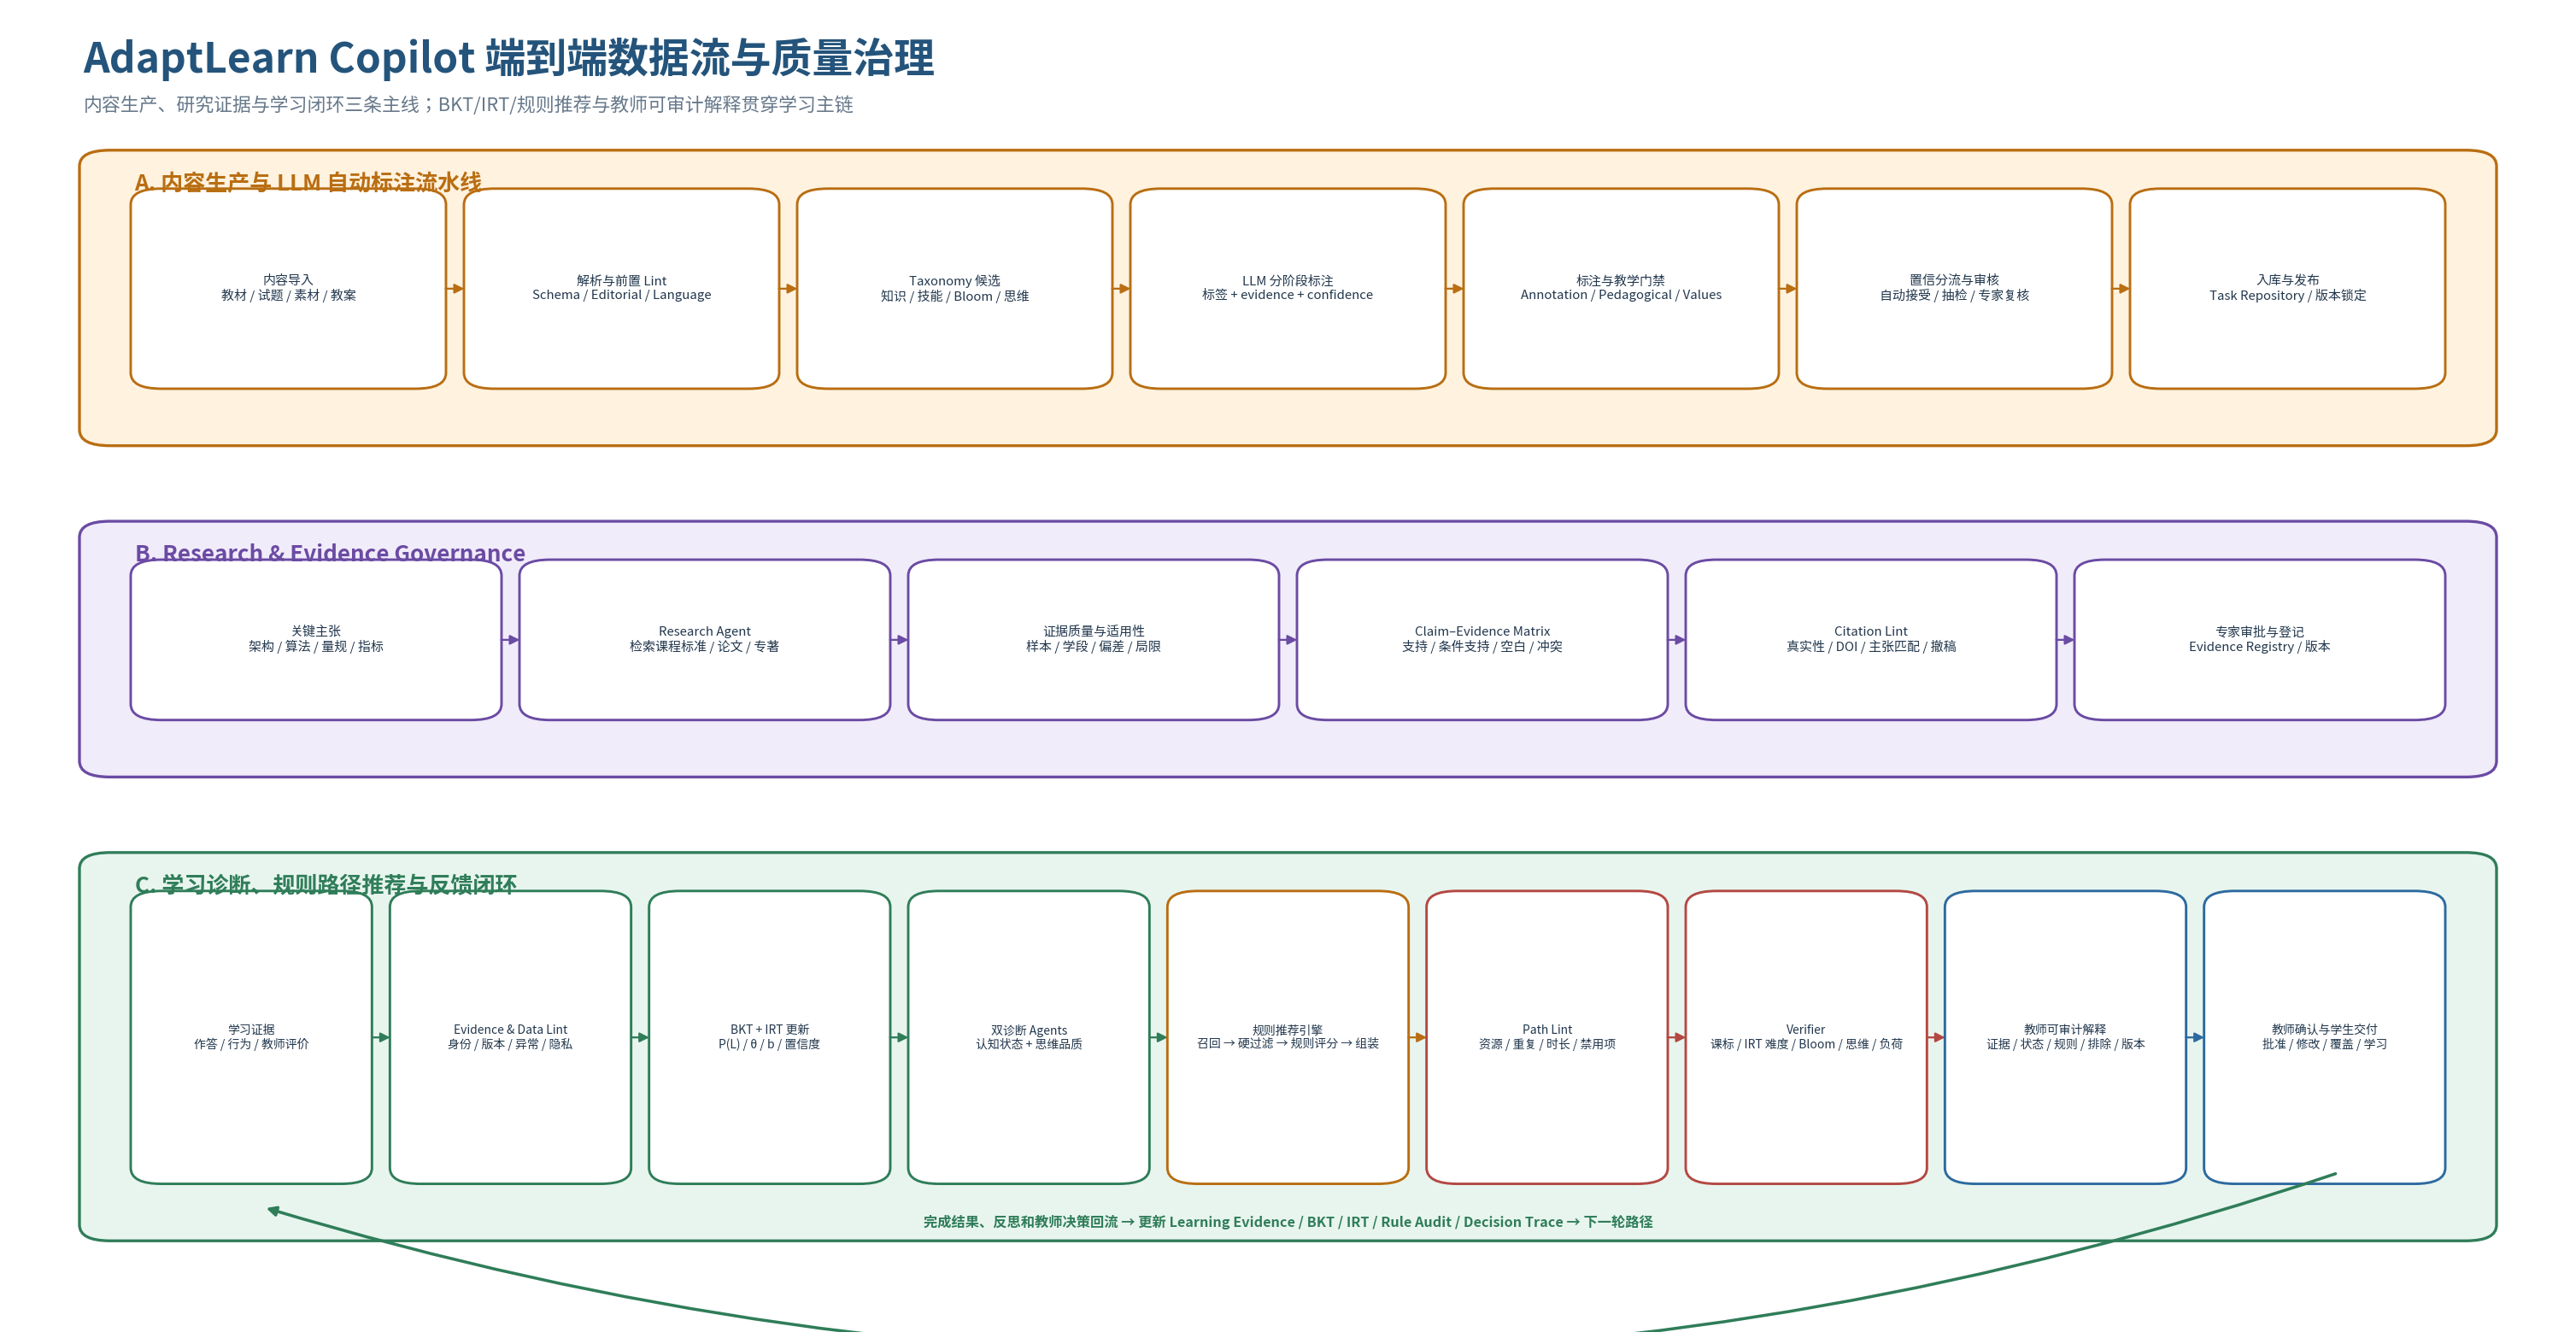 AdaptLearn Copilot 端到端数据流与质量治理
内容生产、研究证据与学习闭环三条主线；BKT/IRT/规则推荐与教师可审计解释贯穿学习主链
A. 内容生产与 LLM 自动标注流水线
内容导入
教材 / 试题 / 素材 / 教案
解析与前置 Lint
Schema / Editorial / Language
Taxonomy 候选
知识 / 技能 / Bloom / 思维
LLM 分阶段标注
标签 + evidence + confidence
标注与教学门禁
Annotation / Pedagogical / Values
置信分流与审核
自动接受 / 抽检 / 专家复核
入库与发布
Task Repository / 版本锁定
B. Research & Evidence Governance
关键主张
架构 / 算法 / 量规 / 指标
Research Agent
检索课程标准 / 论文 / 专著
证据质量与适用性
样本 / 学段 / 偏差 / 局限
Claim–Evidence Matrix
支持 / 条件支持 / 空白 / 冲突
Citation Lint
真实性 / DOI / 主张匹配 / 撤稿
专家审批与登记
Evidence Registry / 版本
C. 学习诊断、规则路径推荐与反馈闭环
学习证据
作答 / 行为 / 教师评价
Evidence & Data Lint
身份 / 版本 / 异常 / 隐私
BKT + IRT 更新
P(L) / θ / b / 置信度
双诊断 Agents
认知状态 + 思维品质
规则推荐引擎
召回 → 硬过滤 → 规则评分 → 组装
Path Lint
资源 / 重复 / 时长 / 禁用项
Verifier
课标 / IRT 难度 / Bloom / 思维 / 负荷
教师可审计解释
证据 / 状态 / 规则 / 排除 / 版本
教师确认与学生交付
批准 / 修改 / 覆盖 / 学习
完成结果、反思和教师决策回流 → 更新 Learning Evidence / BKT / IRT / Rule Audit / Decision Trace → 下一轮路径